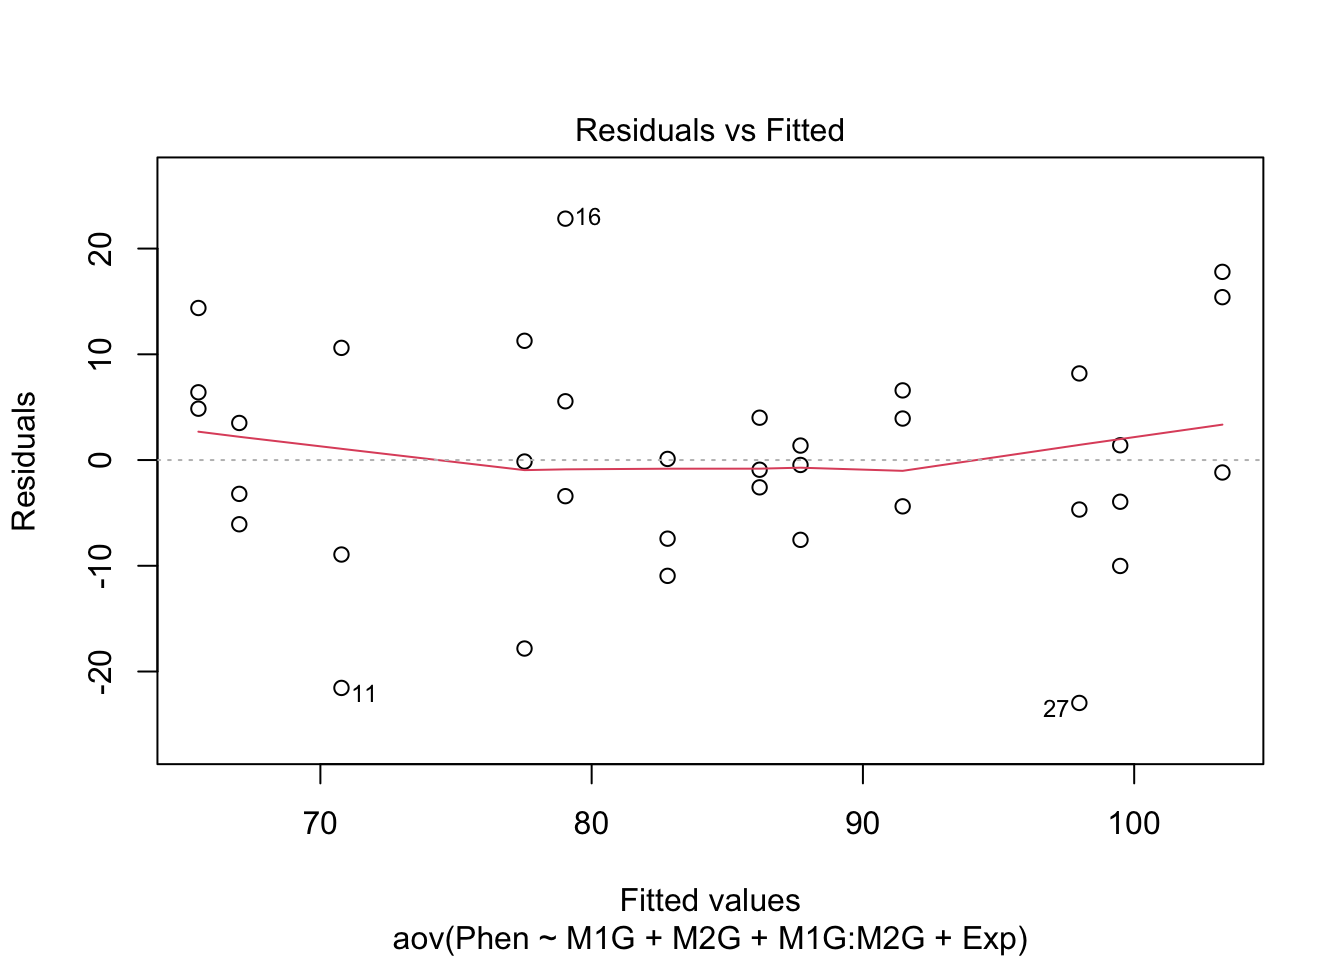 Residuals vs Fitted
Residuals
20
10
0
-10
-20
16
11
27
70 80 90 100
Fitted values
aov(Phen ~ M1G + M2G + M1G:M2G + Exp)